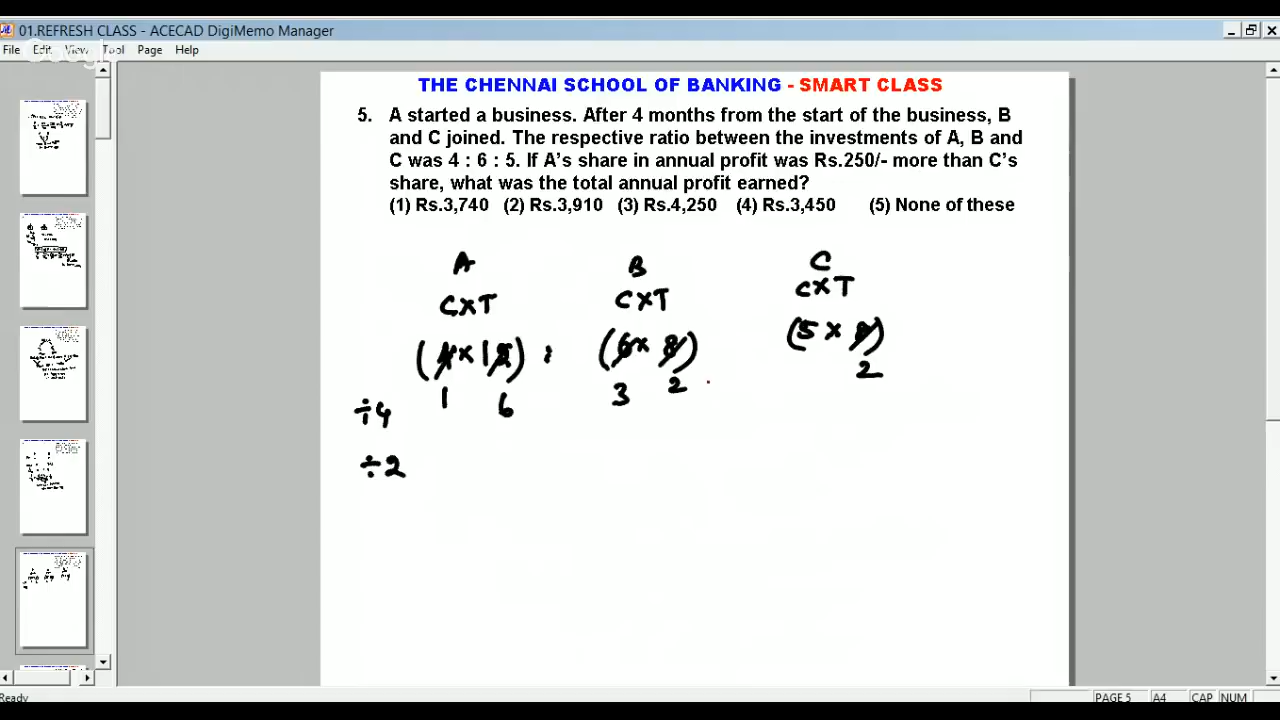 01.REFRESH CLASS - ACECAD DigiMemo Manager
File Edit View Tool Page Help
Google
THE CHENNAI SCHOOL OF BANKING - SMART CLASS
5. A started a business. After 4 months from the start of the business, B
and C joined. The respective ratio between the investments of A, B and
C was 4 : 6 : 5. If A's share in annual profit was Rs.250/- more than C's
share, what was the total annual profit earned?
(1) Rs.3,740 (2) Rs.3,910 (3) Rs.4,250 (4) Rs.3,450 (5) None of these
A B C
C×T C×T C×T
(4×12) : (6×8) (5×8)
1 6 3 2 2
÷4
÷2
Ready PAGE 5 A4 CAP NUM